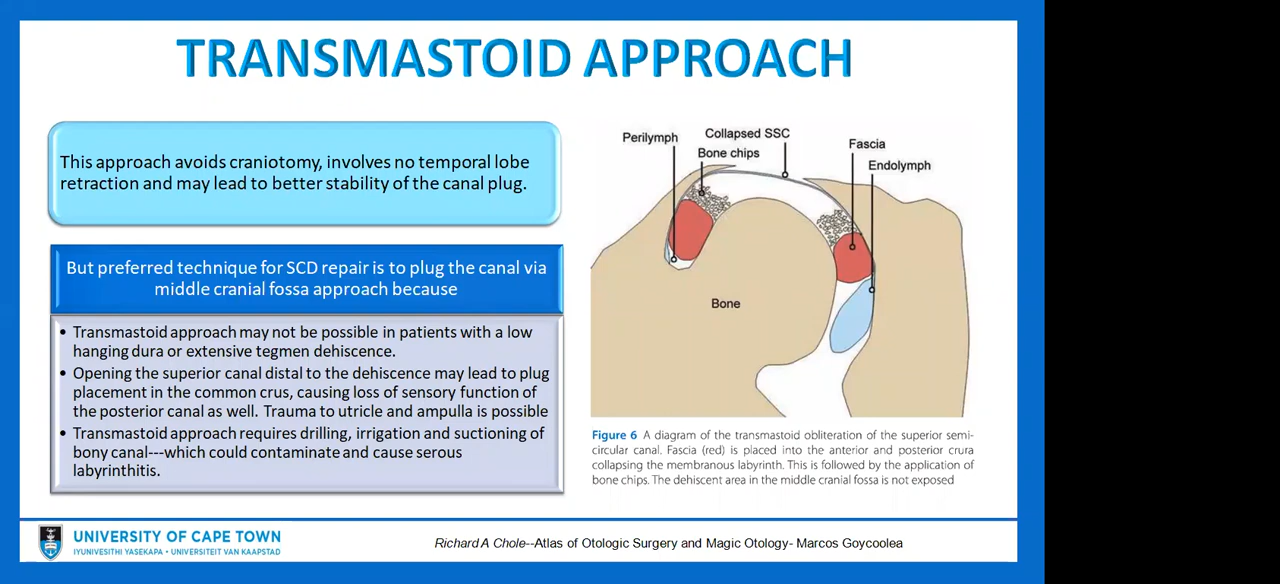 TRANSMASTOID APPROACH
This approach avoids craniotomy, involves no temporal lobe
retraction and may lead to better stability of the canal plug.
But preferred technique for SCD repair is to plug the canal via
middle cranial fossa approach because
• Transmastoid approach may not be possible in patients with a low
hanging dura or extensive tegmen dehiscence.
• Opening the superior canal distal to the dehiscence may lead to plug
placement in the common crus, causing loss of sensory function of
the posterior canal as well. Trauma to utricle and ampulla is possible
• Transmastoid approach requires drilling, irrigation and suctioning of
bony canal---which could contaminate and cause serous
labyrinthitis.
Perilymph
Collapsed SSC
Bone chips
Fascia
Endolymph
Bone
Figure 6 A diagram of the transmastoid obliteration of the superior semi-
circular canal. Fascia (red) is placed into the anterior and posterior crura
collapsing the membranous labyrinth. This is followed by the application of
bone chips. The dehiscent area in the middle cranial fossa is not exposed
UNIVERSITY OF CAPE TOWN
IYUNIVESITHI YASEKAPA • UNIVERSITEIT VAN KAAPSTAD
Richard A Chole--Atlas of Otologic Surgery and Magic Otology- Marcos Goycoolea